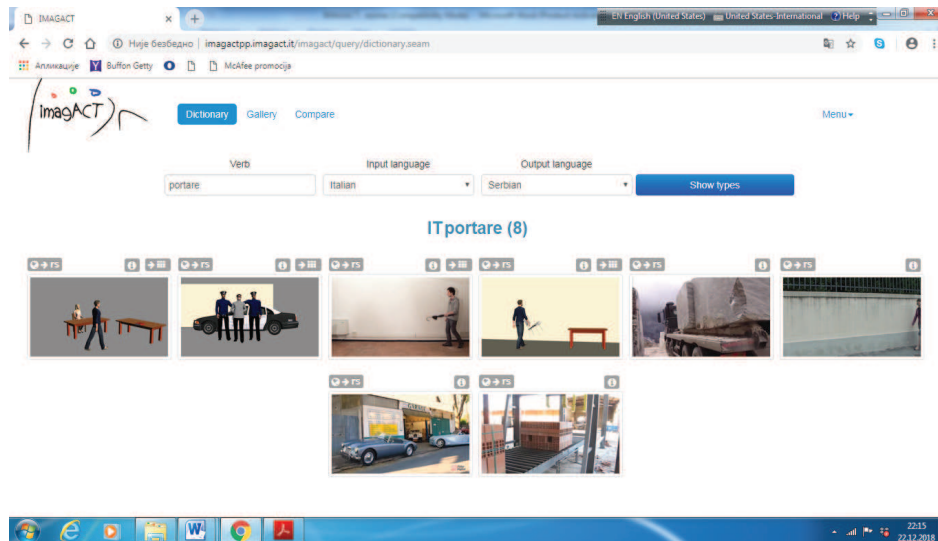 IMAGACT
EN English (United States) United States-International Help
Није безбедно | imagactpp.imagact.it/imagact/query/dictionary.seam
Апликације Buffon Getty McAfee promocija
imagACT Dictionary Gallery Compare Menu
Verb Input language Output language
portare Italian Serbian Show types
IT portare (8)
rs rs rs rs rs rs
rs rs
GARAGE
22:15
22.12.2018